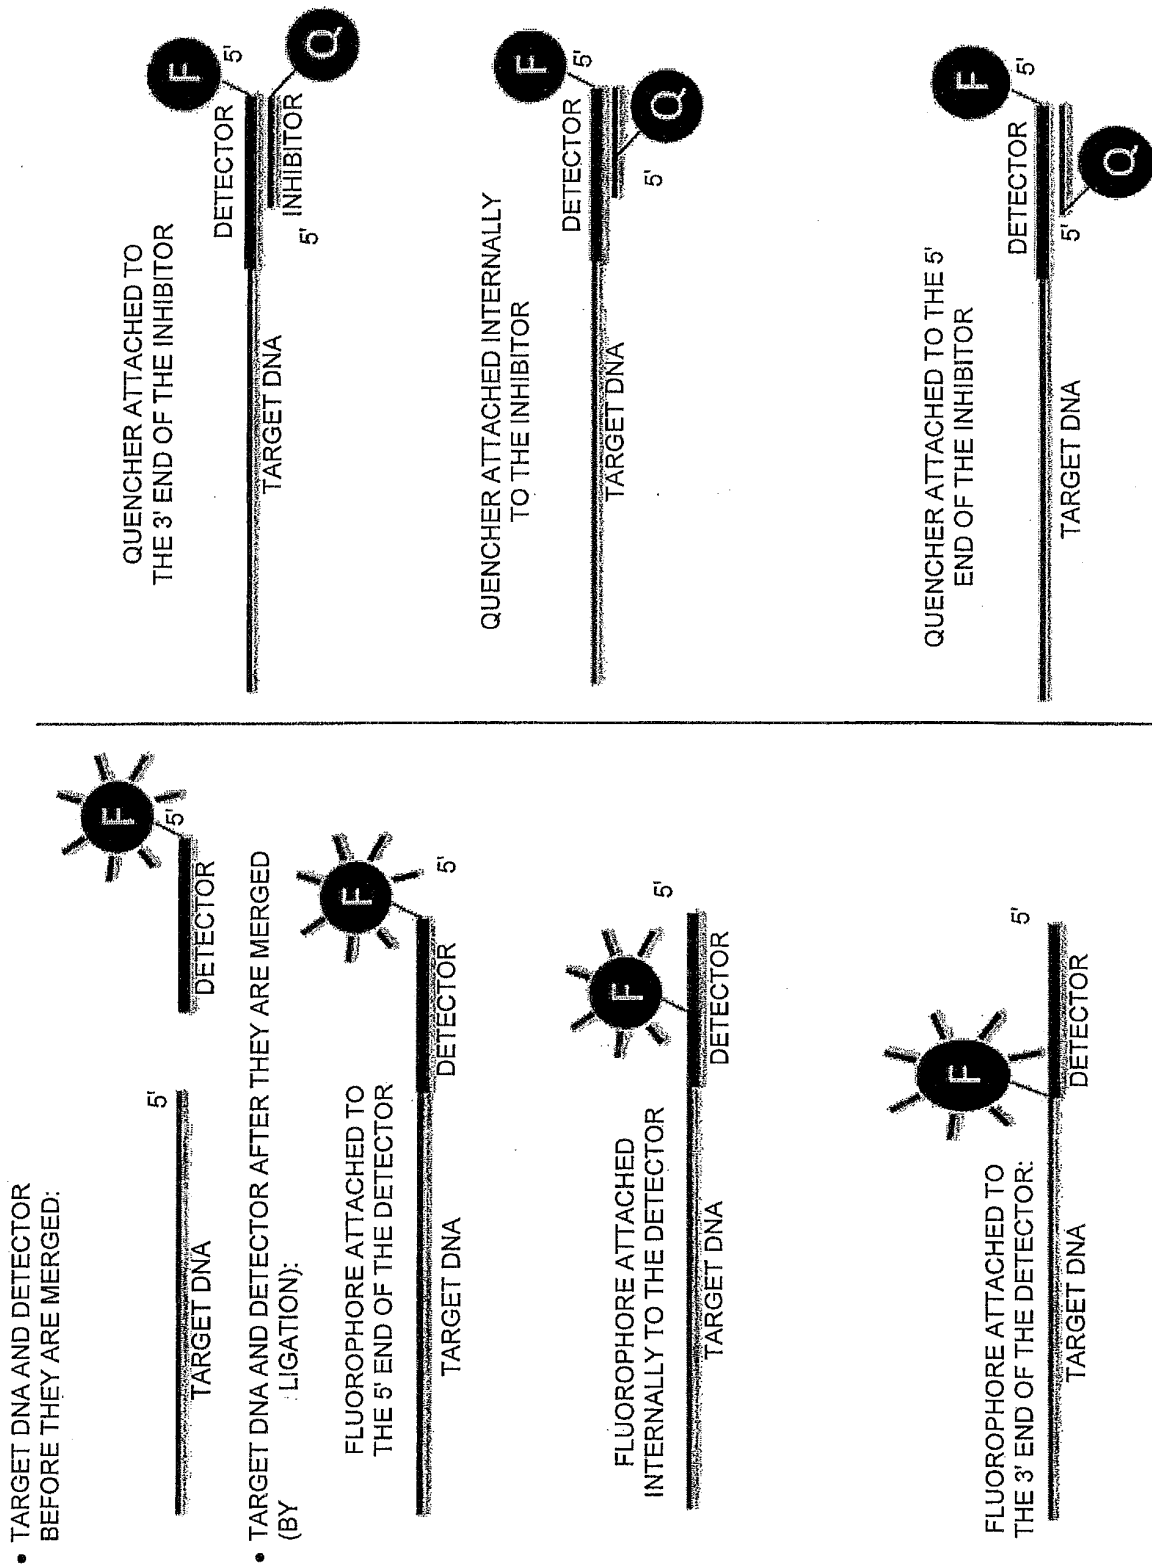 • TARGET DNA AND DETECTOR
BEFORE THEY ARE MERGED:
F
5'
5'
TARGET DNA
DETECTOR
• TARGET DNA AND DETECTOR AFTER THEY ARE MERGED
(BY LIGATION):
FLUOROPHORE ATTACHED TO
THE 5' END OF THE DETECTOR
F
5'
TARGET DNA
DETECTOR
FLUOROPHORE ATTACHED
INTERNALLY TO THE DETECTOR
F
5'
TARGET DNA
DETECTOR
FLUOROPHORE ATTACHED TO
THE 3' END OF THE DETECTOR:
F
5'
TARGET DNA
DETECTOR
QUENCHER ATTACHED TO
THE 3' END OF THE INHIBITOR
F
DETECTOR
5'
TARGET DNA
INHIBITOR
5'
Q
QUENCHER ATTACHED INTERNALLY
TO THE INHIBITOR
F
DETECTOR
5'
TARGET DNA
5'
Q
QUENCHER ATTACHED TO THE 5'
END OF THE INHIBITOR
F
DETECTOR
5'
TARGET DNA
5'
Q